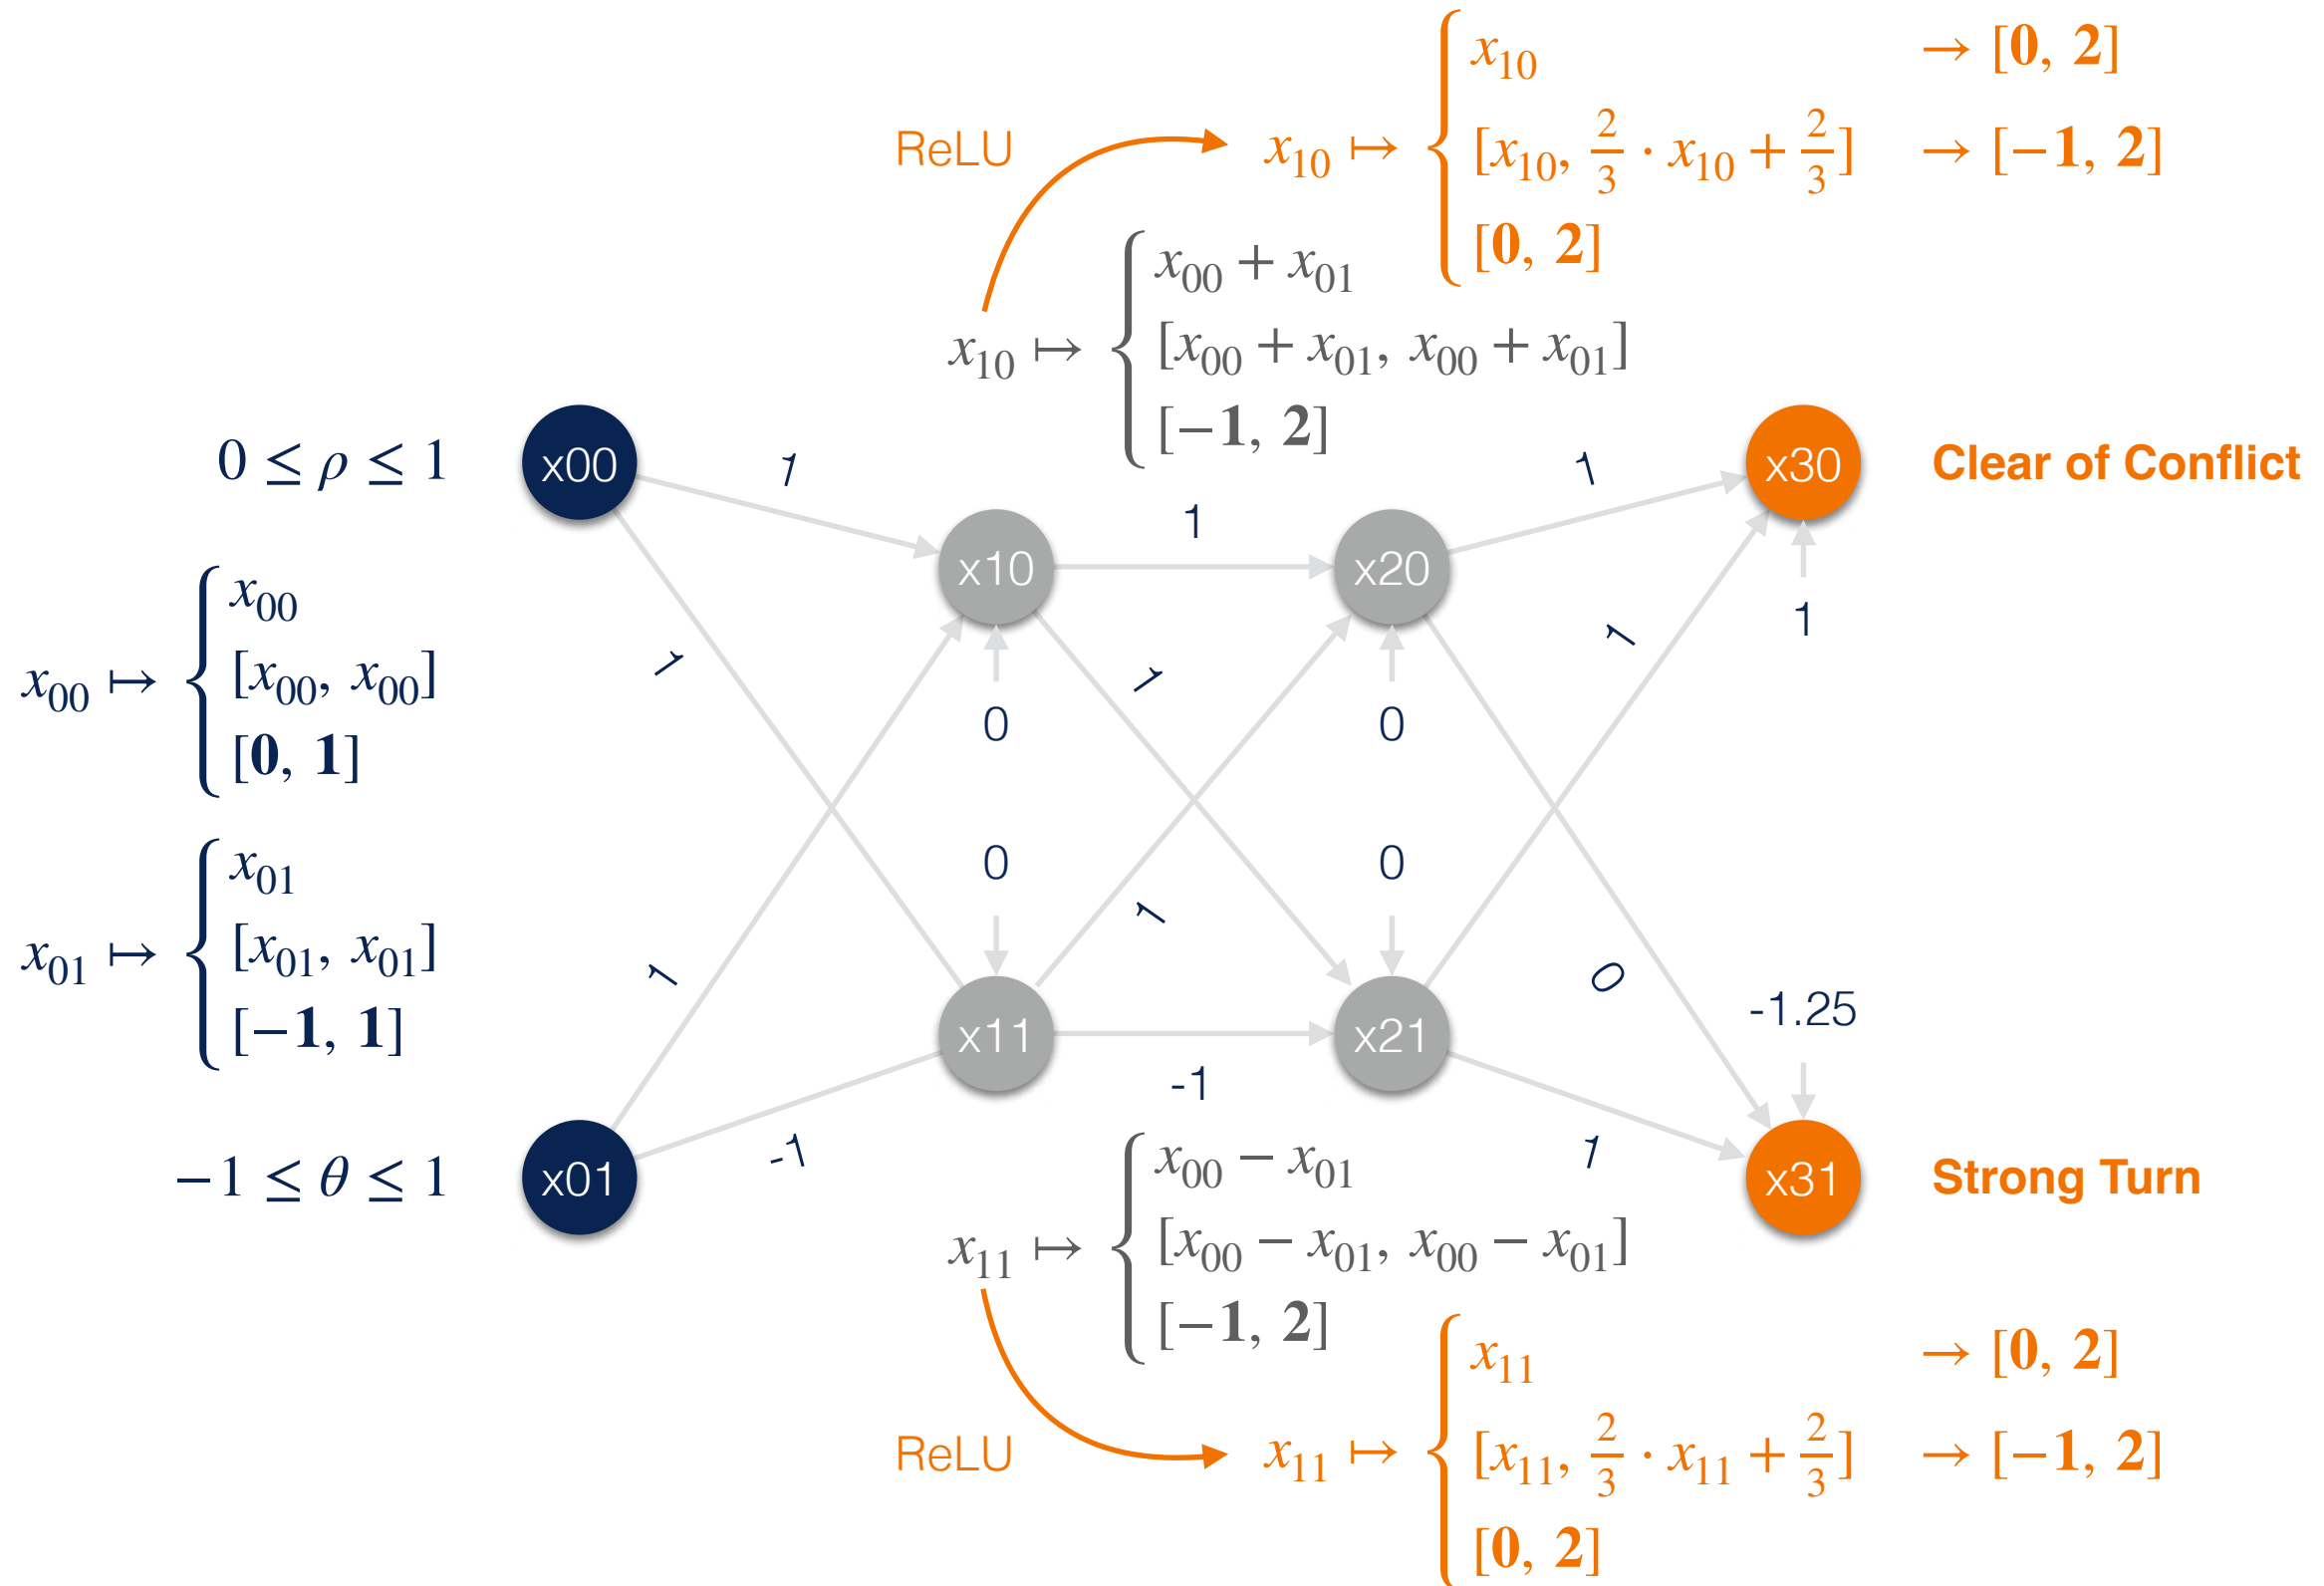 x₁₀ ↦ { x₁₀ → [0, 2]
[x₁₀, 2/3 · x₁₀ + 2/3] → [−1, 2]
[0, 2]
ReLU
x₁₀ ↦ { x₀₀ + x₀₁
[x₀₀ + x₀₁, x₀₀ + x₀₁]
[−1, 2]
0 ≤ ρ ≤ 1
x00
1
1
x30
Clear of Conflict
x10
1
x20
1
x₀₀ ↦ { x₀₀
[x₀₀, x₀₀]
[0, 1]
1
1
1
0
0
x₀₁ ↦ { x₀₁
[x₀₁, x₀₁]
[−1, 1]
0
0
1
1
0
-1.25
x11
-1
x21
−1 ≤ θ ≤ 1
x01
-1
1
x31
Strong Turn
x₁₁ ↦ { x₀₀ − x₀₁
[x₀₀ − x₀₁, x₀₀ − x₀₁]
[−1, 2]
ReLU
x₁₁ ↦ { x₁₁ → [0, 2]
[x₁₁, 2/3 · x₁₁ + 2/3] → [−1, 2]
[0, 2]